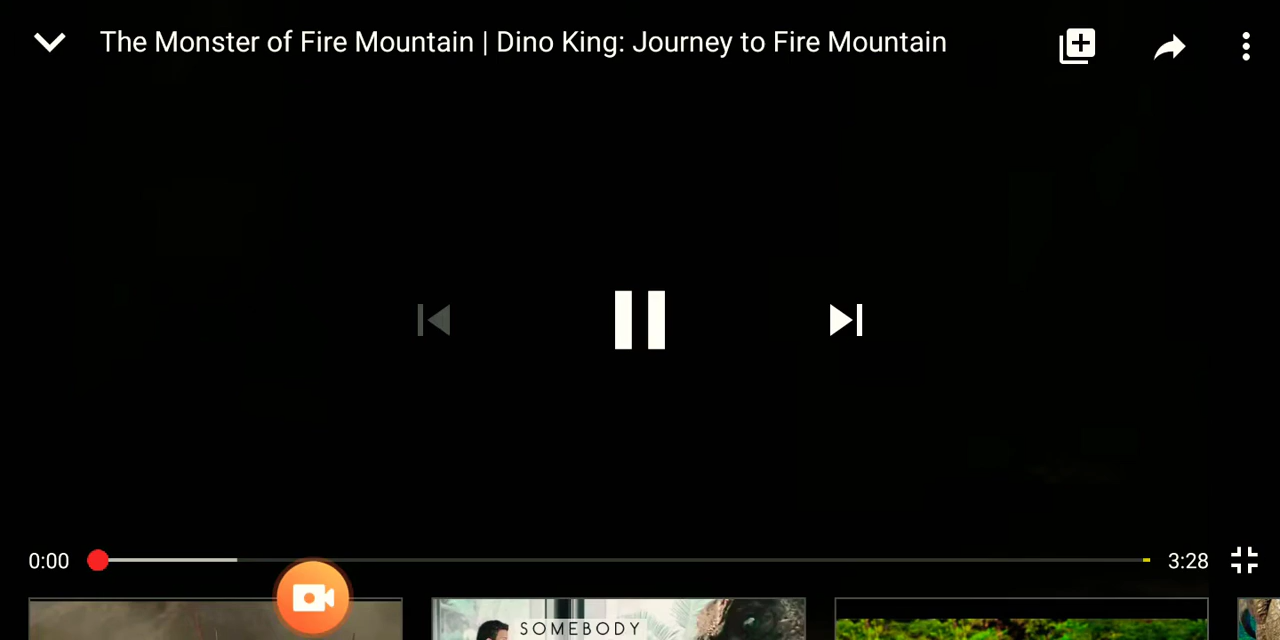 The Monster of Fire Mountain | Dino King: Journey to Fire Mountain
0:00
3:28
SOMEBODY